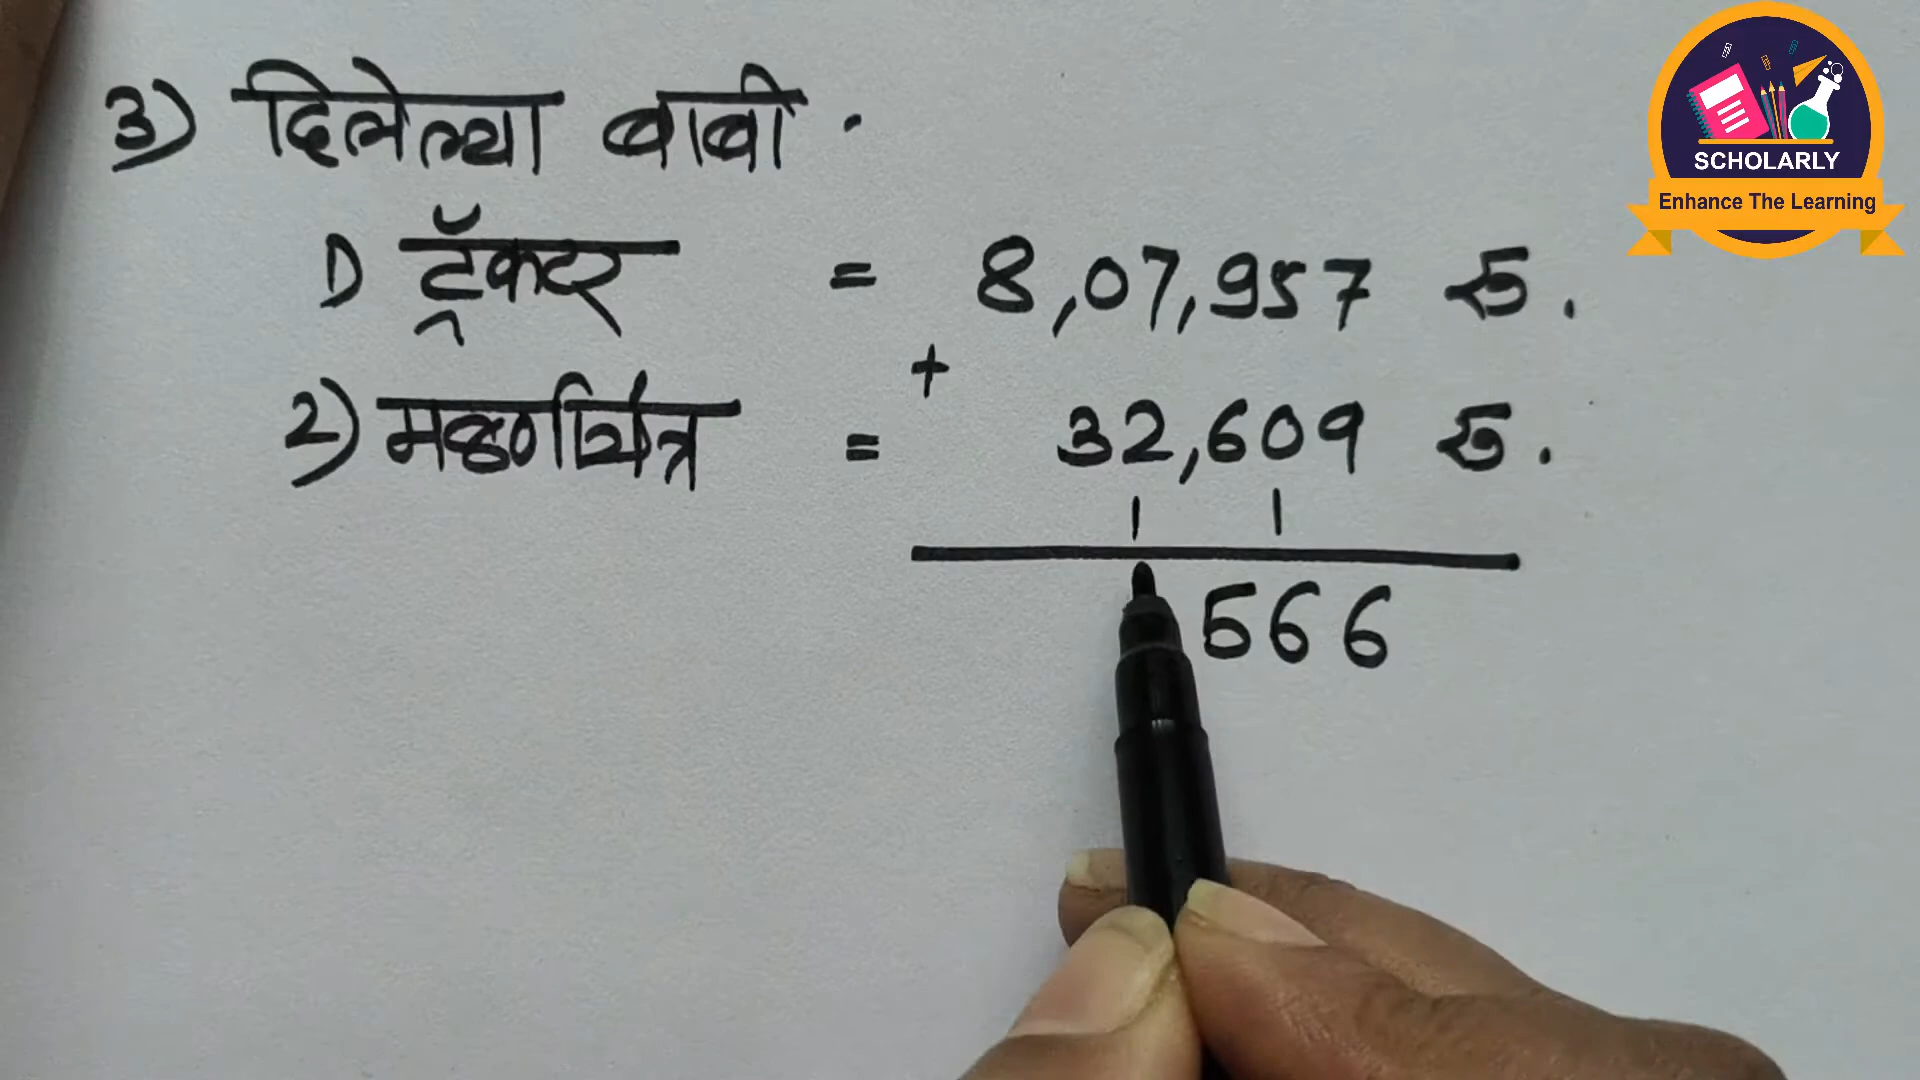 3) दिलेल्या बाबी .
1) ट्रॅक्टर = 8,07,957 रु.
+
2) मळणीयंत्र = 32,609 रु.
1 1
566
SCHOLARLY
Enhance The Learning